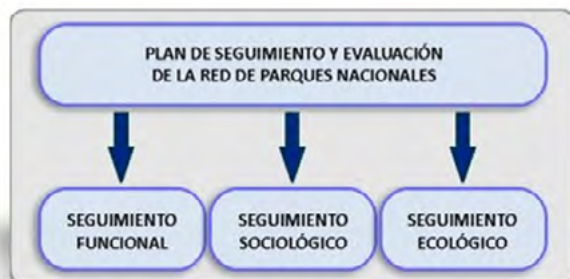 PLAN DE SEGUIMIENTO Y EVALUACIÓN
DE LA RED DE PARQUES NACIONALES
SEGUIMIENTO
FUNCIONAL
SEGUIMIENTO
SOCIOLÓGICO
SEGUIMIENTO
ECOLÓGICO